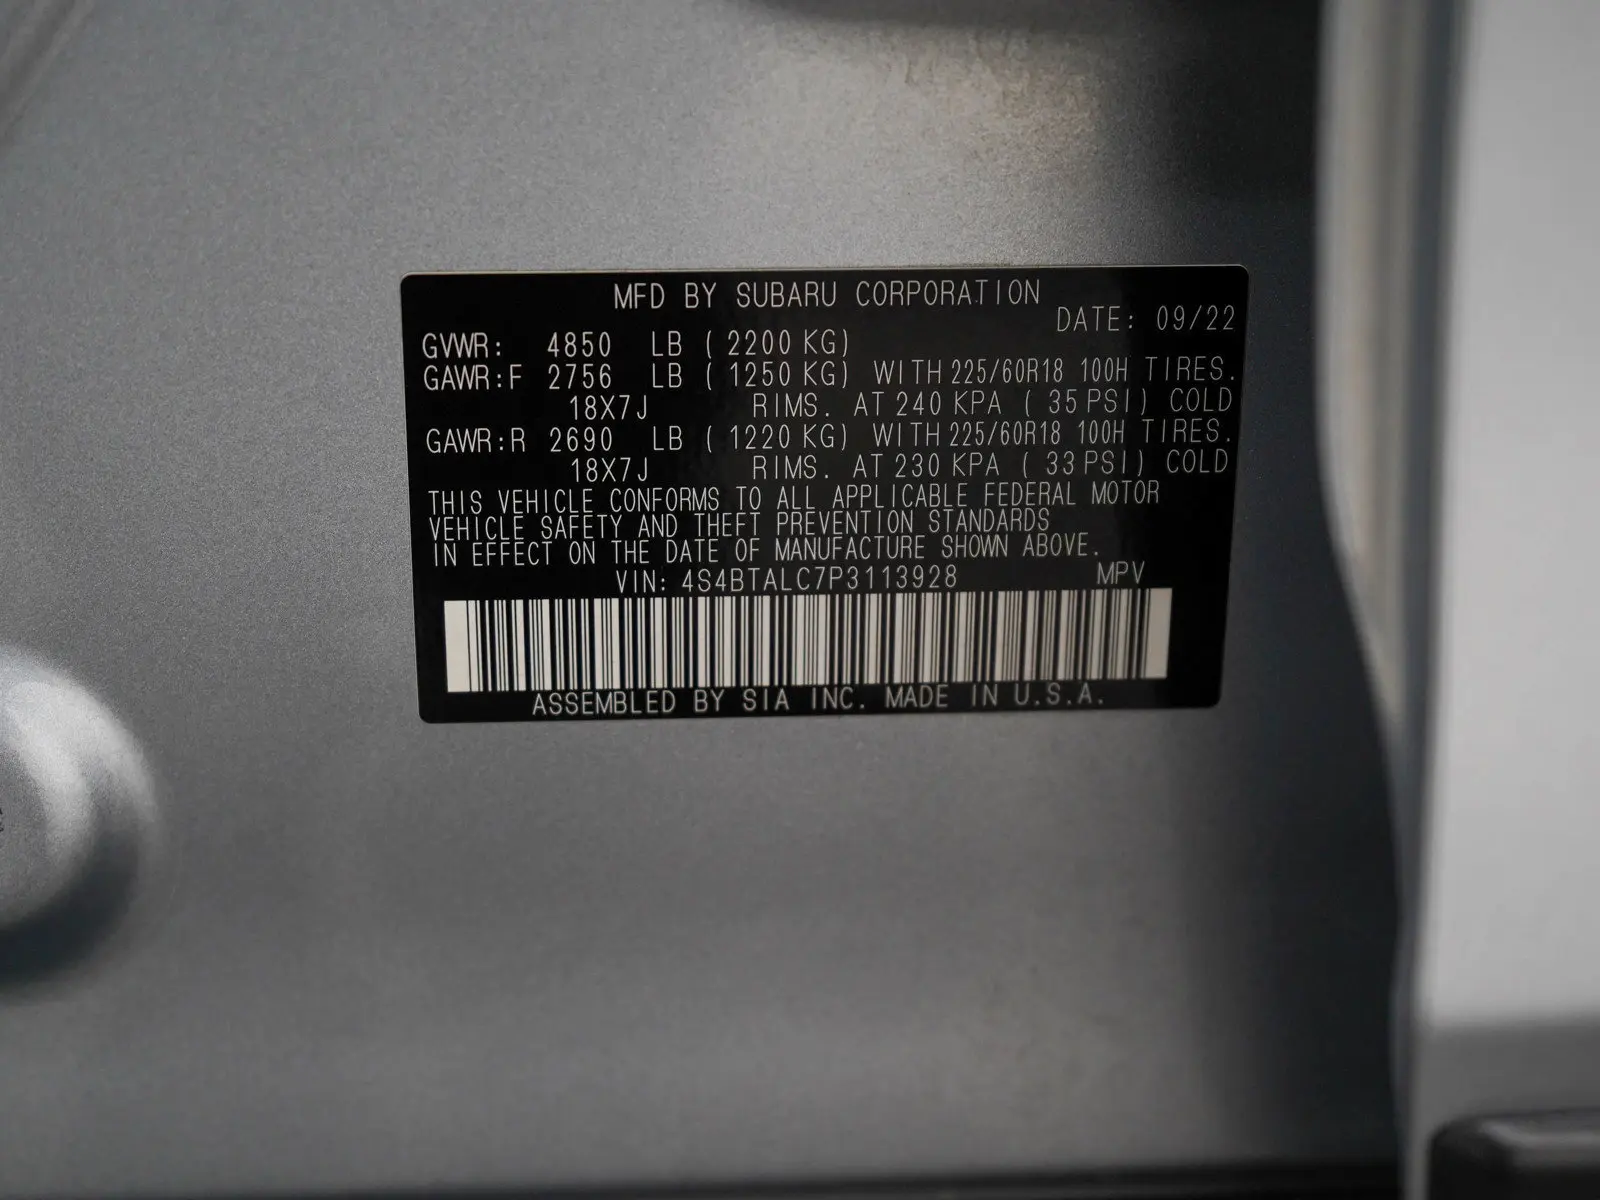 MFD BY SUBARU CORPORATION
DATE: 09/22
GVWR: 4850 LB ( 2200 KG)
GAWR:F 2756 LB ( 1250 KG) WITH 225/60R18 100H TIRES.
18X7J RIMS. AT 240 KPA ( 35 PSI) COLD
GAWR:R 2690 LB ( 1220 KG) WITH 225/60R18 100H TIRES.
18X7J RIMS. AT 230 KPA ( 33 PSI) COLD
THIS VEHICLE CONFORMS TO ALL APPLICABLE FEDERAL MOTOR
VEHICLE SAFETY AND THEFT PREVENTION STANDARDS
IN EFFECT ON THE DATE OF MANUFACTURE SHOWN ABOVE.
VIN: 4S4BTALC7P3113928 MPV
ASSEMBLED BY SIA INC. MADE IN U.S.A.